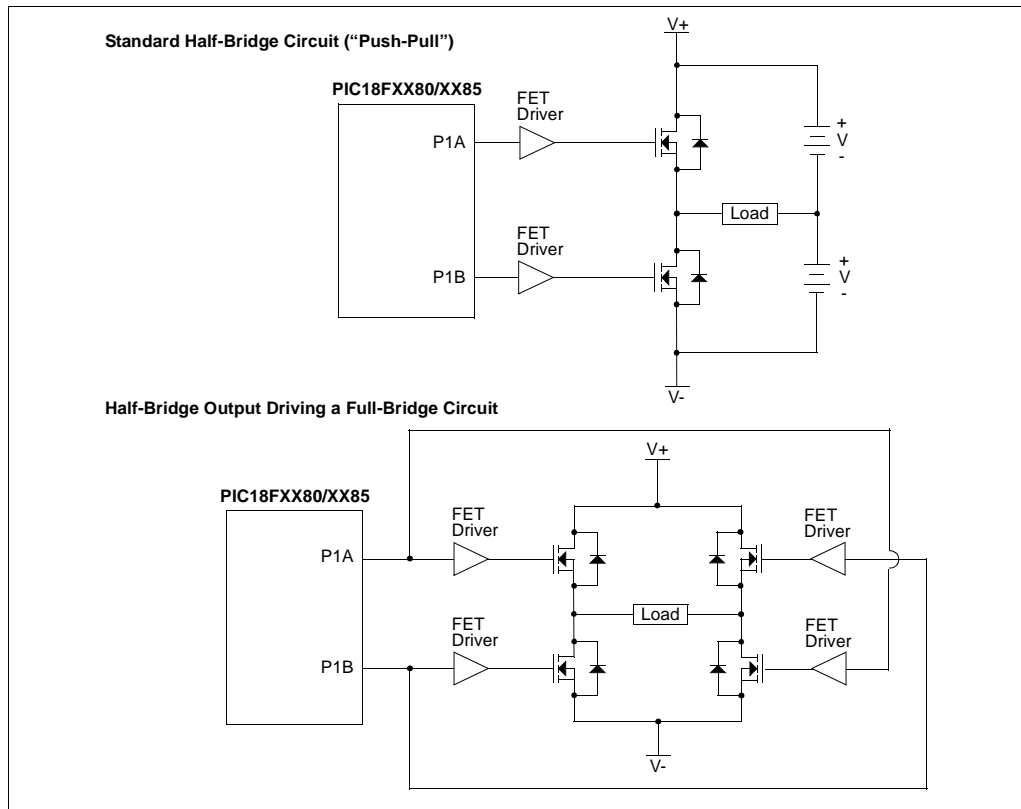 Standard Half-Bridge Circuit (“Push-Pull”)
V+
PIC18FXX80/XX85
FET
Driver
P1A
+
V
-
Load
FET
Driver
P1B
+
V
-
V-
Half-Bridge Output Driving a Full-Bridge Circuit
V+
PIC18FXX80/XX85
FET
Driver
FET
Driver
P1A
Load
FET
Driver
FET
Driver
P1B
V-